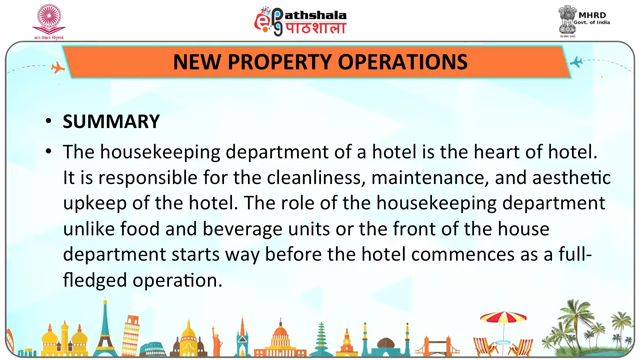 ePathshala
पाठशाला
MHRD
Govt. of India
NEW PROPERTY OPERATIONS
• SUMMARY
• The housekeeping department of a hotel is the heart of hotel.
It is responsible for the cleanliness, maintenance, and aesthetic
upkeep of the hotel. The role of the housekeeping department
unlike food and beverage units or the front of the house
department starts way before the hotel commences as a full-
fledged operation.